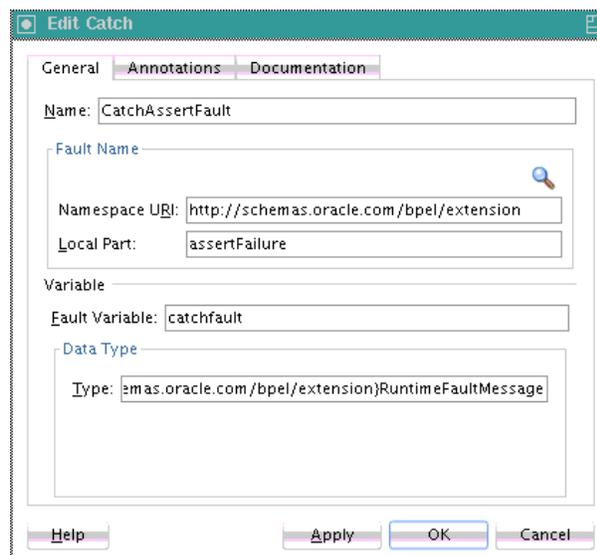 Edit Catch
General Annotations Documentation
Name: CatchAssertFault
Fault Name
Namespace URI: http://schemas.oracle.com/bpel/extension
Local Part: assertFailure
Variable
Fault Variable: catchfault
Data Type
Type: emas.oracle.com/bpel/extension}RuntimeFaultMessage
Help Apply OK Cancel